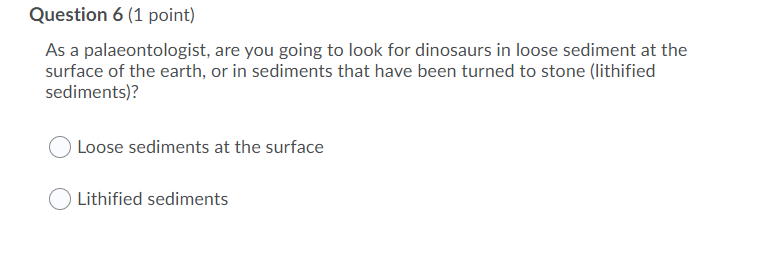 Question 6 (1 point)
As a palaeontologist, are you going to look for dinosaurs in loose sediment at the
surface of the earth, or in sediments that have been turned to stone (lithified
sediments)?
Loose sediments at the surface
Lithified sediments